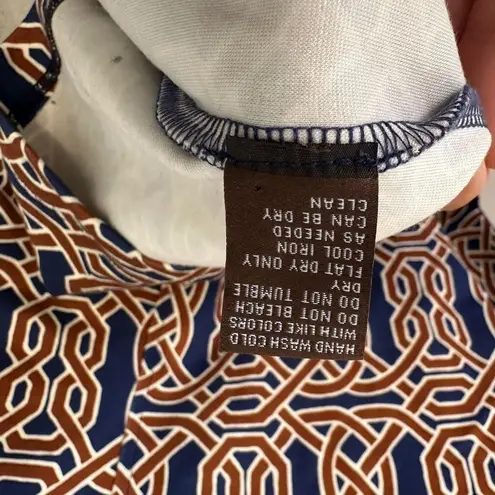 HAND WASH COLD
WITH LIKE COLORS
DO NOT BLEACH
DO NOT TUMBLE
DRY
FLAT DRY ONLY
COOL IRON
AS NEEDED
CAN BE DRY
CLEAN